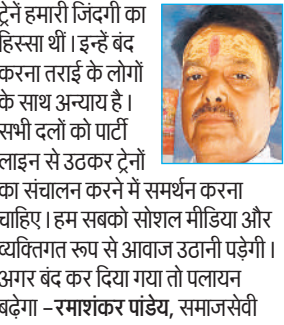 ट्रेनें हमारी जिंदगी का
हिस्सा थीं। इन्हें बंद
करना तराई के लोगों
के साथ अन्याय है।
सभी दलों को पार्टी
लाइन से उठकर ट्रेनों
का संचालन करने में समर्थन करना
चाहिए। हम सबको सोशल मीडिया और
व्यक्तिगत रूप से आवाज उठानी पड़ेगी।
अगर बंद कर दिया गया तो पलायन
बढ़ेगा –रमाशंकर पांडेय, समाजसेवी